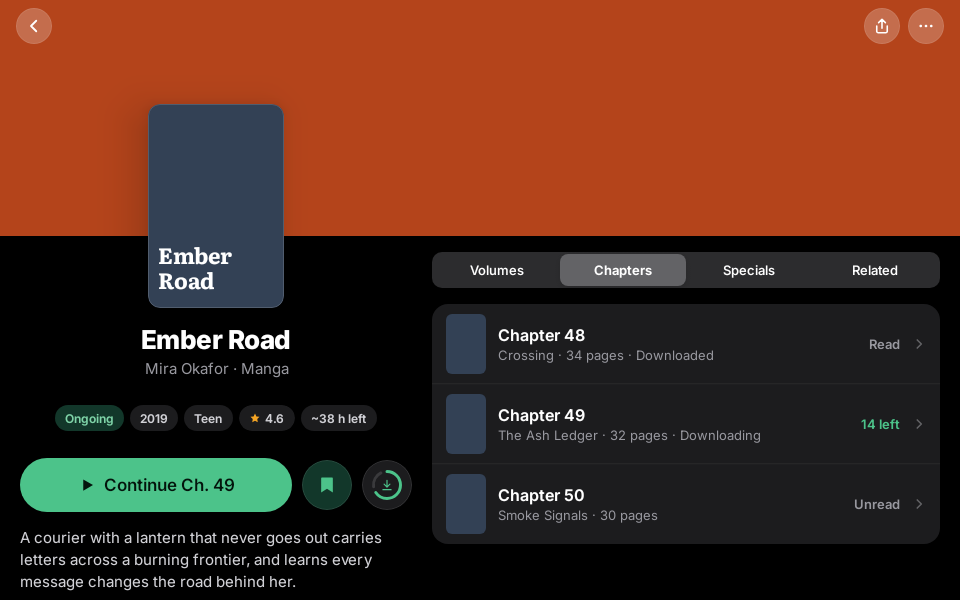 Ember
Road
Ember Road
Mira Okafor · Manga
Ongoing
2019
Teen
4.6
~38 h left
Continue Ch. 49
A courier with a lantern that never goes out carries
letters across a burning frontier, and learns every
message changes the road behind her.
Volumes
Chapters
Specials
Related
Chapter 48
Crossing · 34 pages · Downloaded
Read
Chapter 49
The Ash Ledger · 32 pages · Downloading
14 left
Chapter 50
Smoke Signals · 30 pages
Unread